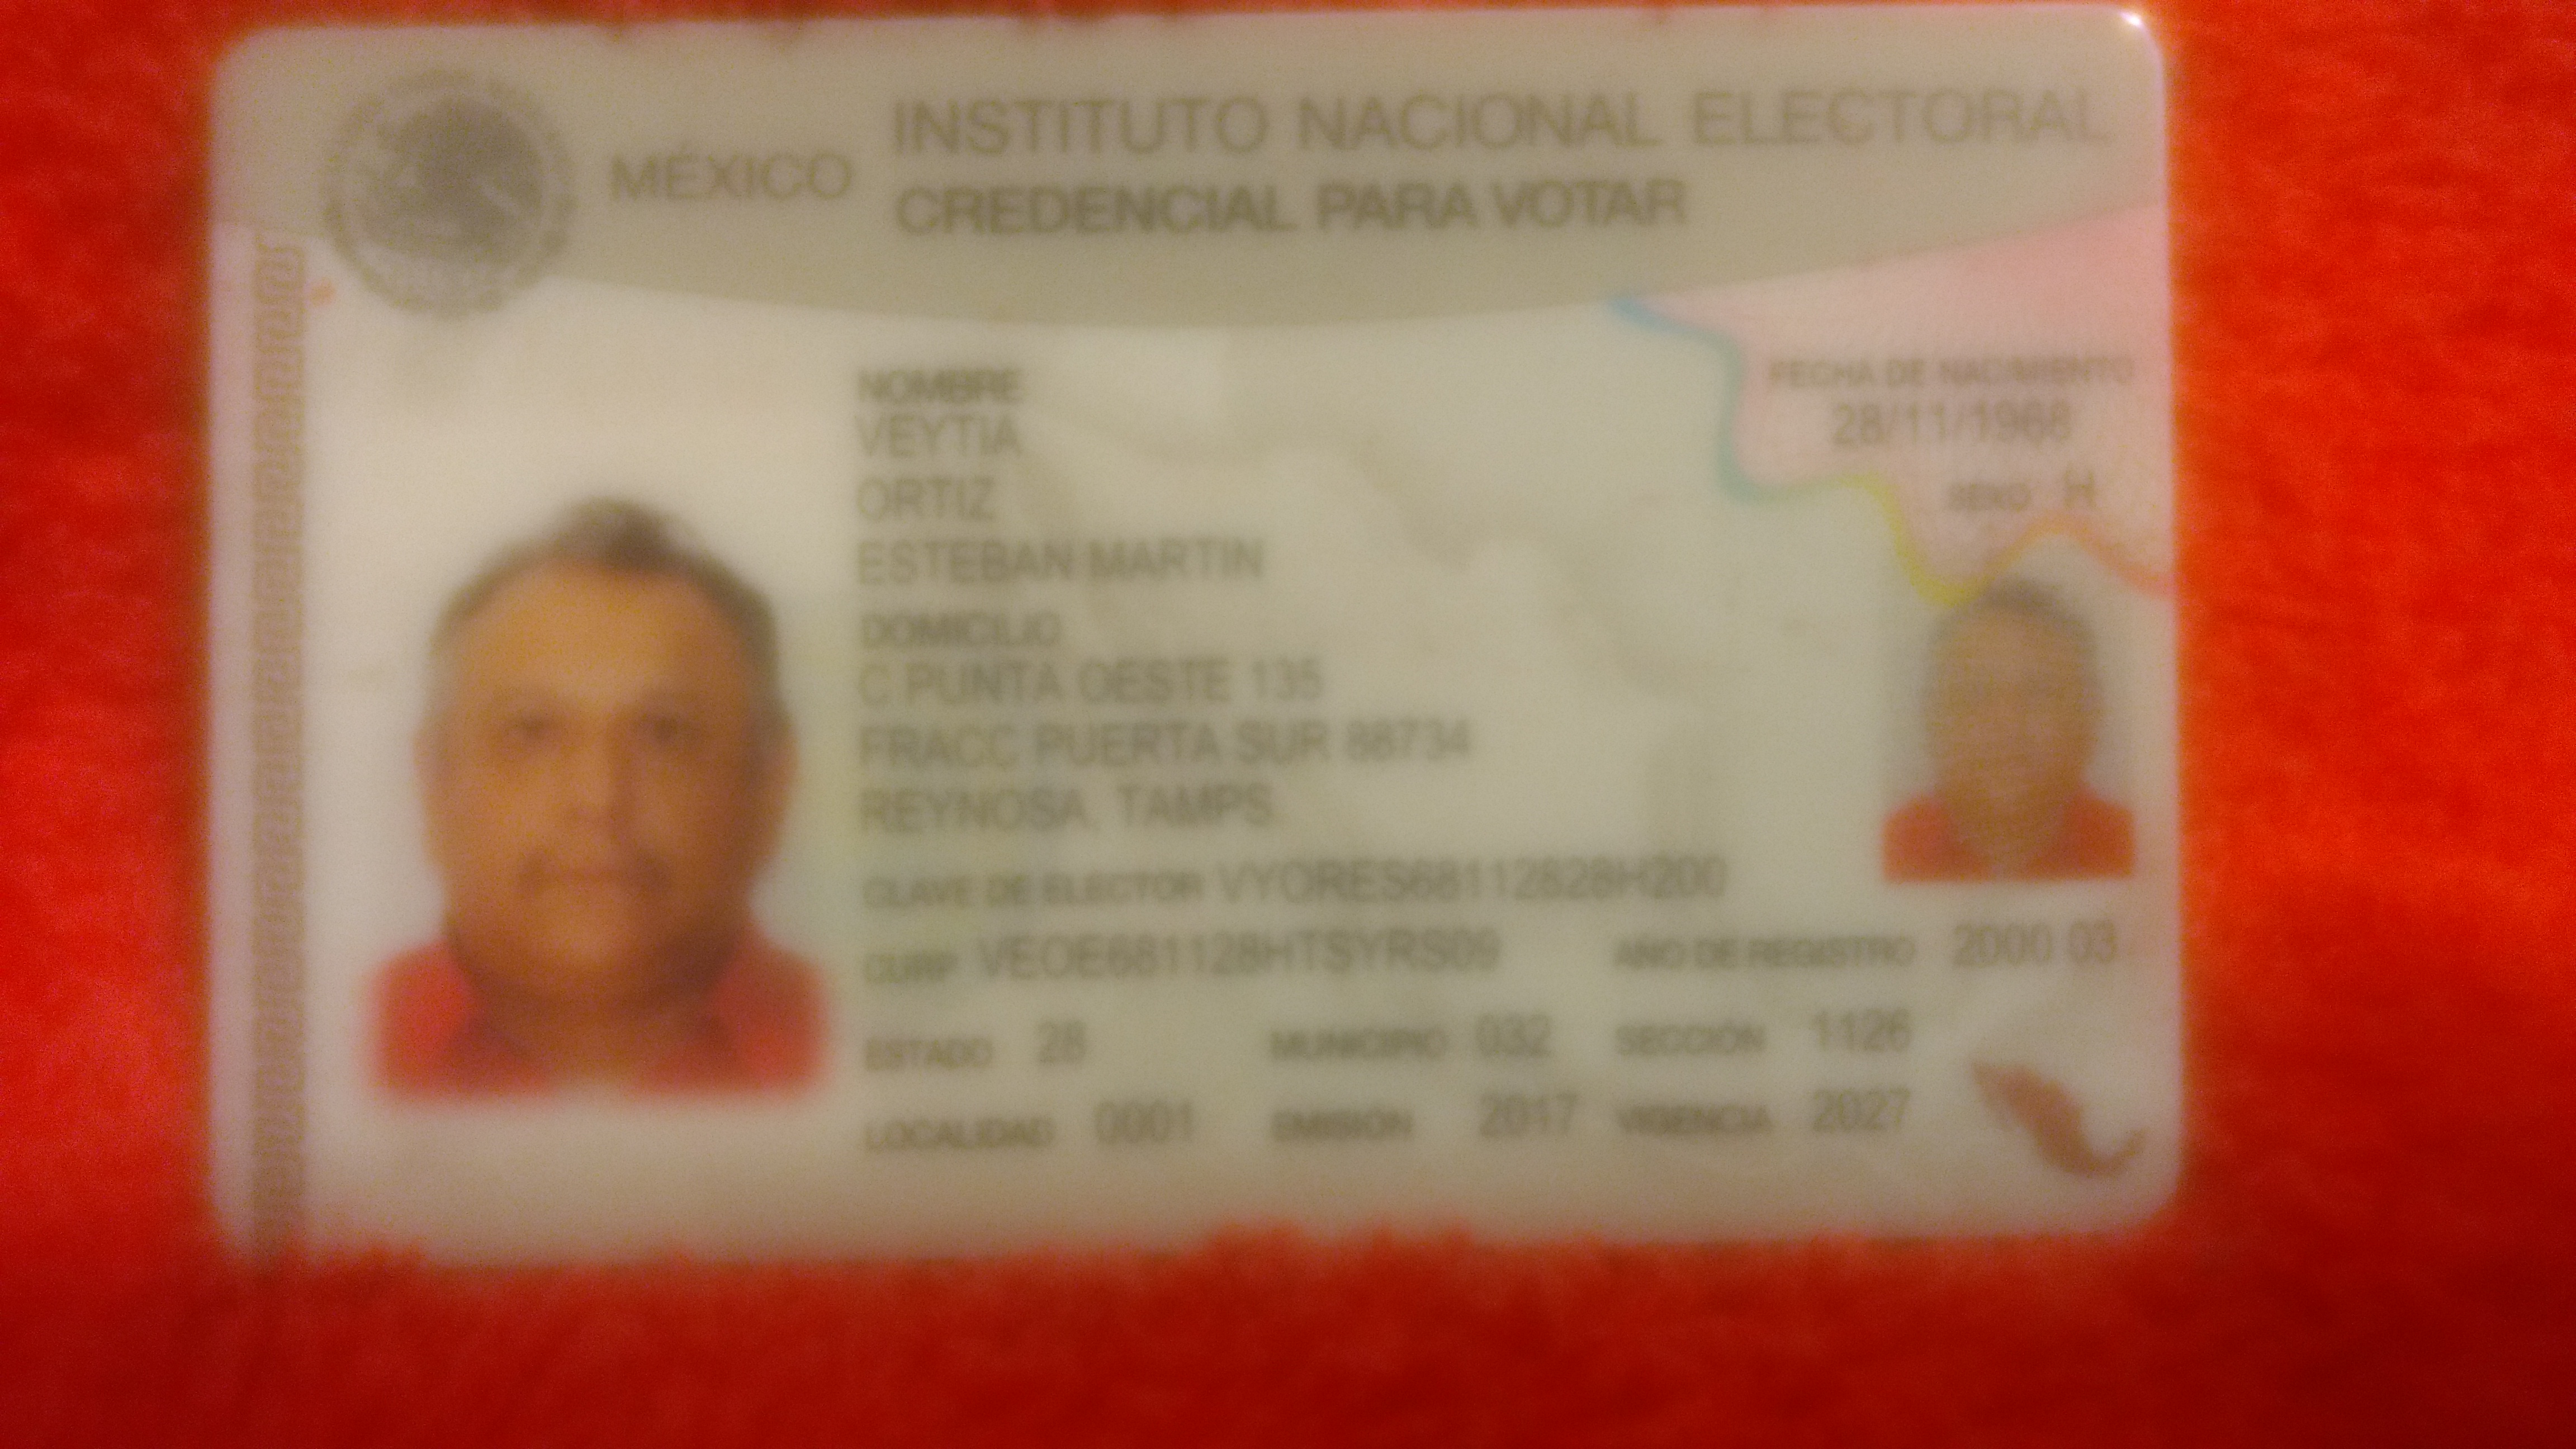 MÉXICO
INSTITUTO NACIONAL ELECTORAL
CREDENCIAL PARA VOTAR
NOMBRE
VEYTIA
ORTIZ
ESTEBAN MARTIN
FECHA DE NACIMIENTO
28/11/1968
SEXO H
DOMICILIO
C PUNTA OESTE 135
FRACC PUERTA SUR 88734
REYNOSA, TAMPS.
CLAVE DE ELECTOR VYORES68112828H200
CURP VEOE681128HTSYRS09 AÑO DE REGISTRO 2000 03
ESTADO 28 MUNICIPIO 032 SECCIÓN 1126
LOCALIDAD 0001 EMISIÓN 2017 VIGENCIA 2027